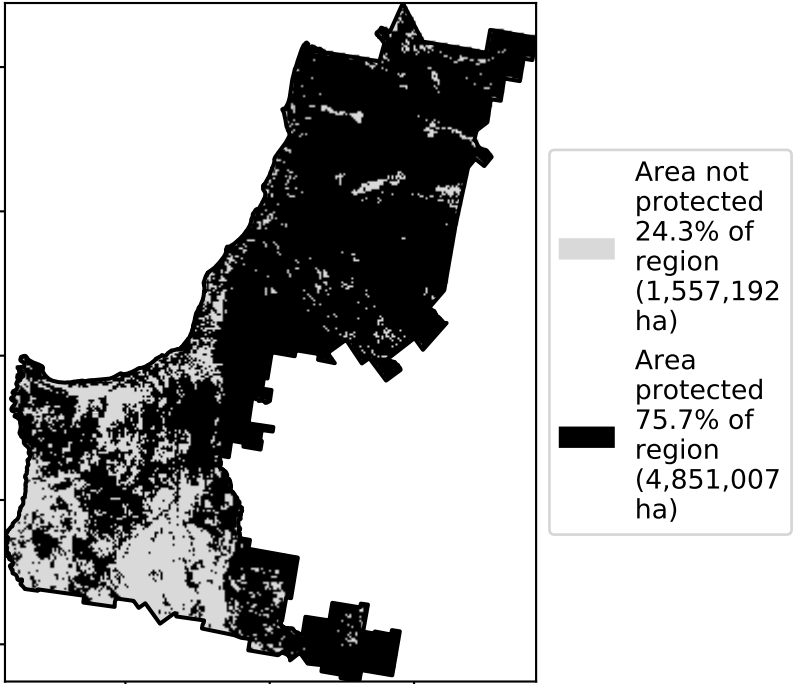 Area not
protected
24.3% of
region
(1,557,192
ha)
Area
protected
75.7% of
region
(4,851,007
ha)